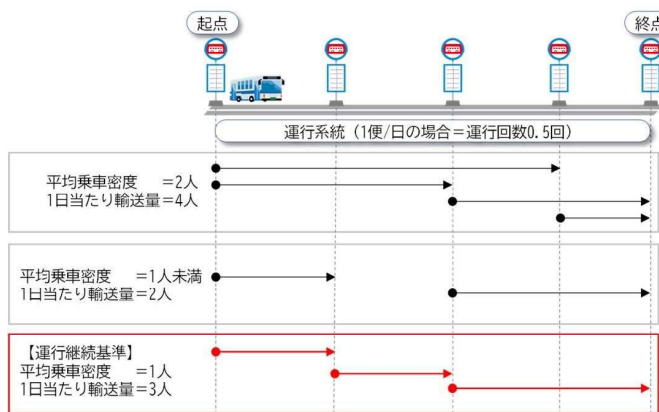 起点
終点
運行系統（1便/日の場合＝運行回数0.5回）
平均乗車密度　＝2人
1日当たり輸送量＝4人
平均乗車密度　＝1人未満
1日当たり輸送量＝2人
【運行継続基準】
平均乗車密度　＝1人
1日当たり輸送量＝3人